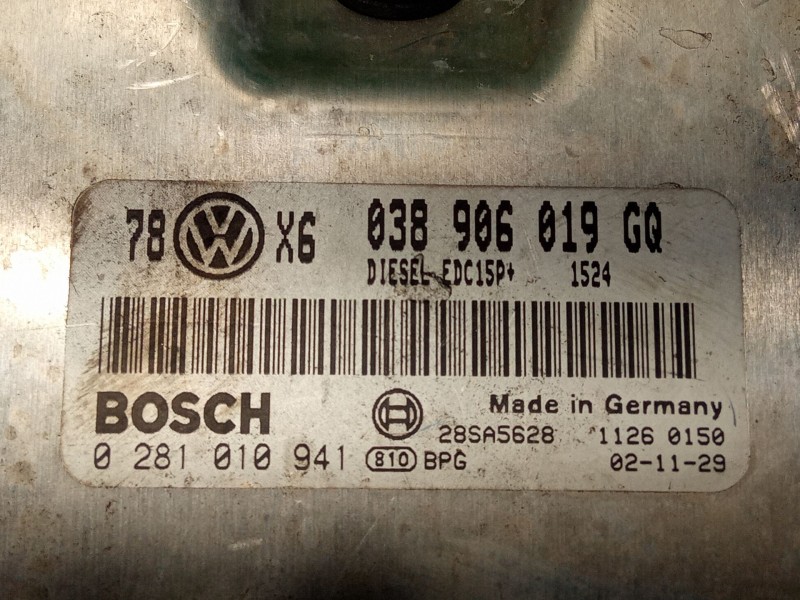 78 VW X6 038 906 019 GQ
DIESEL EDC15P+ 1524
BOSCH Made in Germany
28SA5628 1126 0150
0 281 010 941 810 BPG 02-11-29